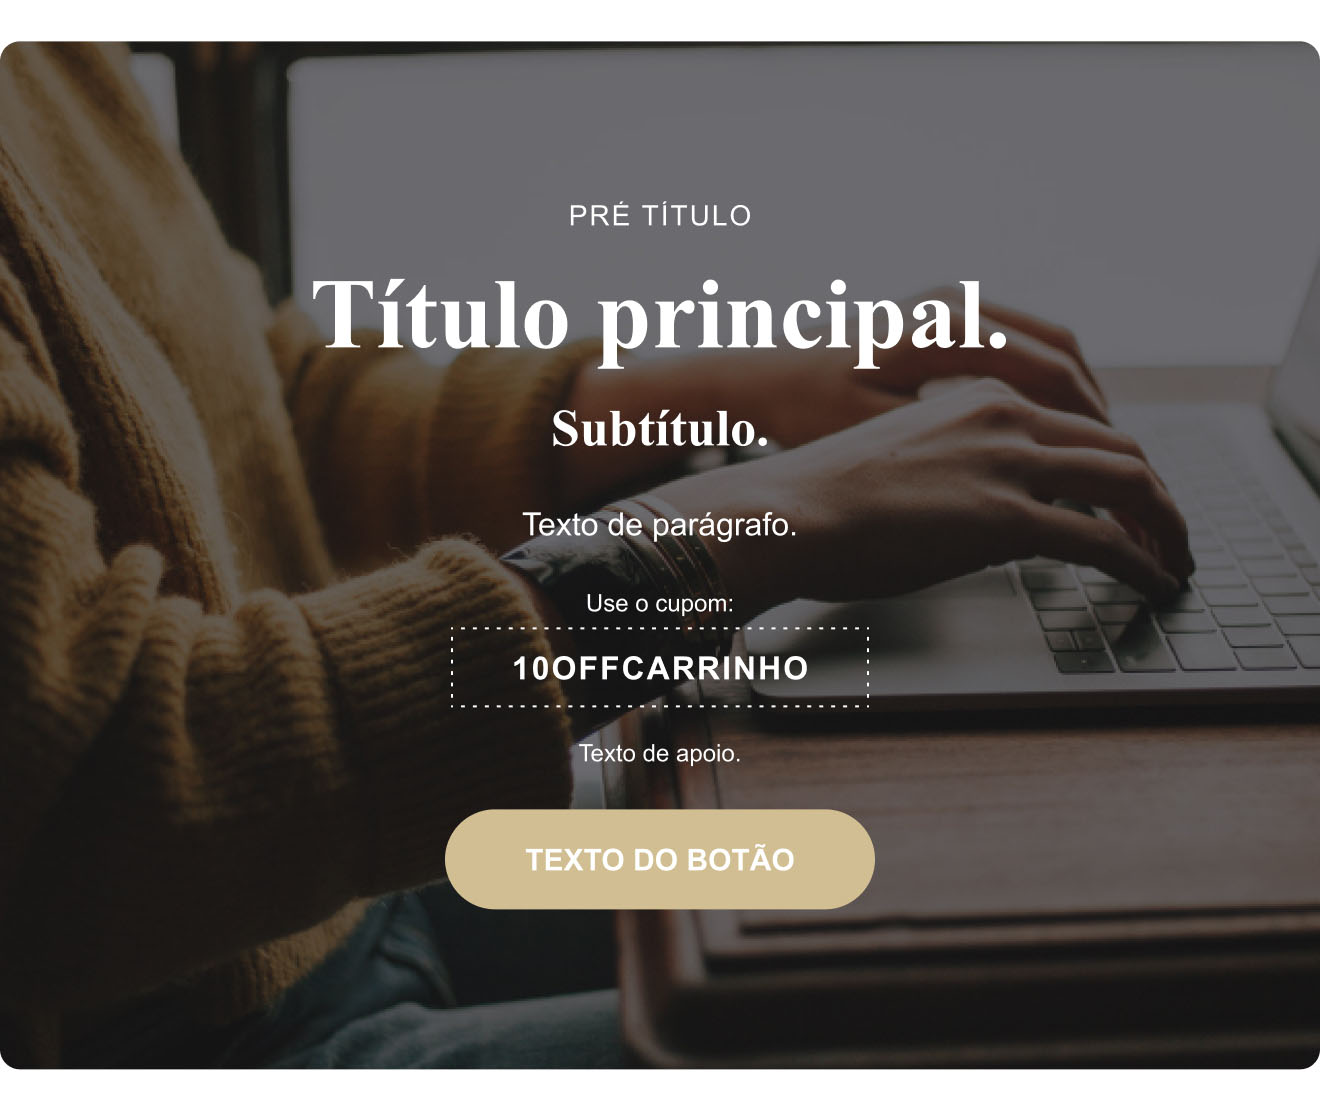 PRÉ TÍTULO
Título principal.
Subtítulo.
Texto de parágrafo.
Use o cupom:
10OFFCARRINHO
Texto de apoio.
TEXTO DO BOTÃO